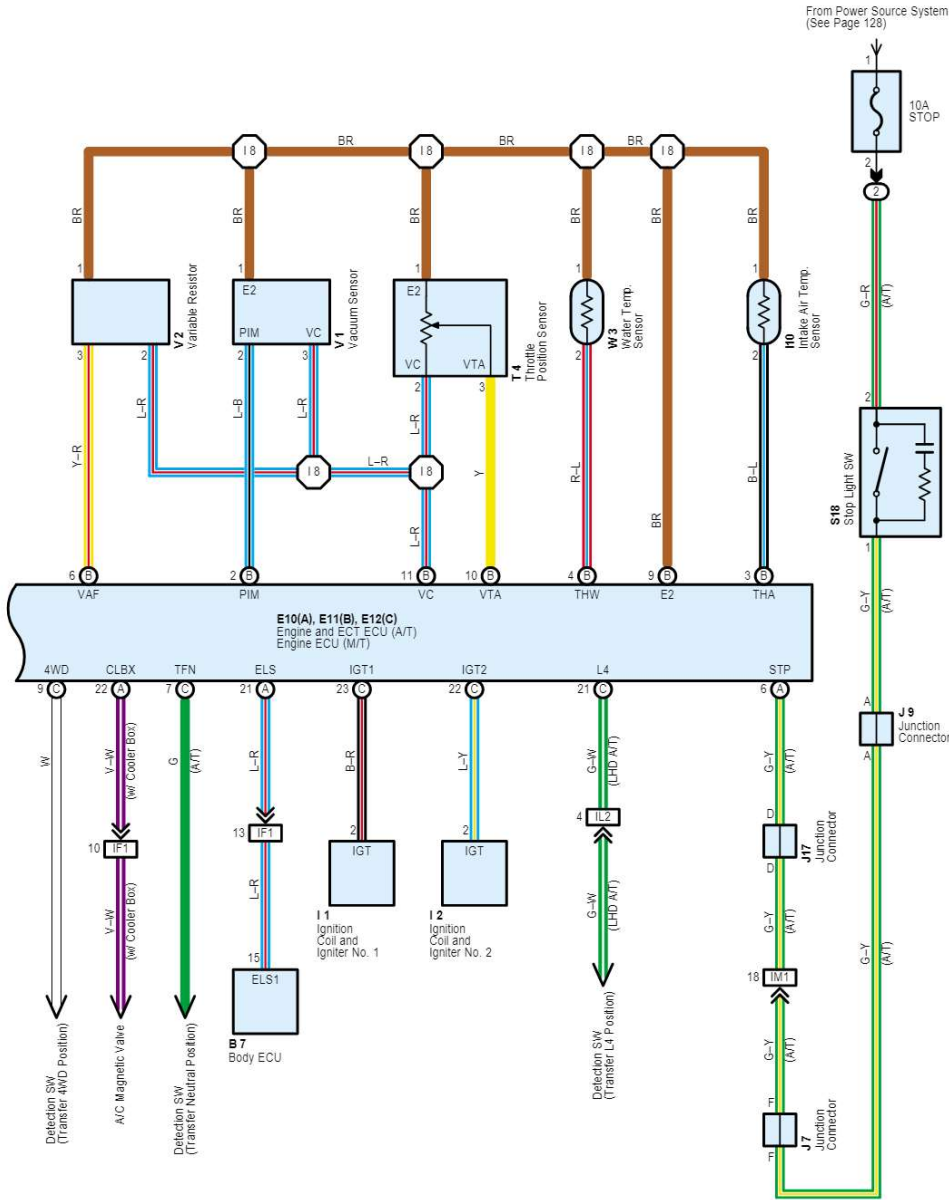 From Power Source System
(See Page 128)
1
10A
STOP
2
2
I 8
BR
I 8
BR
I 8
BR
I 8
BR
BR
BR
BR
BR
G–R
(A/T)
1
1
1
1
1
E2
E2
V 2
Variable Resistor
PIM
VC
V 1
Vacuum Sensor
VC
VTA
T 4
Throttle
Position Sensor
W 3
Water Temp.
Sensor
I10
Intake Air Temp.
Sensor
3
2
2
3
2
3
2
2
2
Y–R
L–R
L–B
L–R
L–R
Y
R–L
BR
B–L
I 8
L–R
I 8
L–R
S18
Stop Light SW
1
6
B
2
B
11
B
10
B
4
B
9
B
3
B
VAF
PIM
VC
VTA
THW
E2
THA
G–Y
(A/T)
E10(A), E11(B), E12(C)
Engine and ECT ECU (A/T)
Engine ECU (M/T)
4WD
CLBX
TFN
ELS
IGT1
IGT2
L4
STP
9
C
22
A
7
C
21
A
23
C
22
C
21
C
6
A
A
J 9
Junction
Connector
A
W
V–W
(w/ Cooler Box)
G
(A/T)
L–R
B–R
L–Y
G–W
(LHD A/T)
G–Y
(A/T)
10
IF1
13
IF1
2
IGT
2
IGT
4
IL2
D
J17
Junction
Connector
D
V–W
(w/ Cooler Box)
L–R
I 1
Ignition
Coil and
Igniter No. 1
I 2
Ignition
Coil and
Igniter No. 2
G–W
(LHD A/T)
G–Y
(A/T)
G–Y
(A/T)
15
ELS1
B 7
Body ECU
18
IM1
G–Y
(A/T)
Detection SW
(Transfer 4WD Position)
A/C Magnetic Valve
Detection SW
(Transfer Neutral Position)
Detection SW
(Transfer L4 Position)
F
J 7
Junction
Connector
F